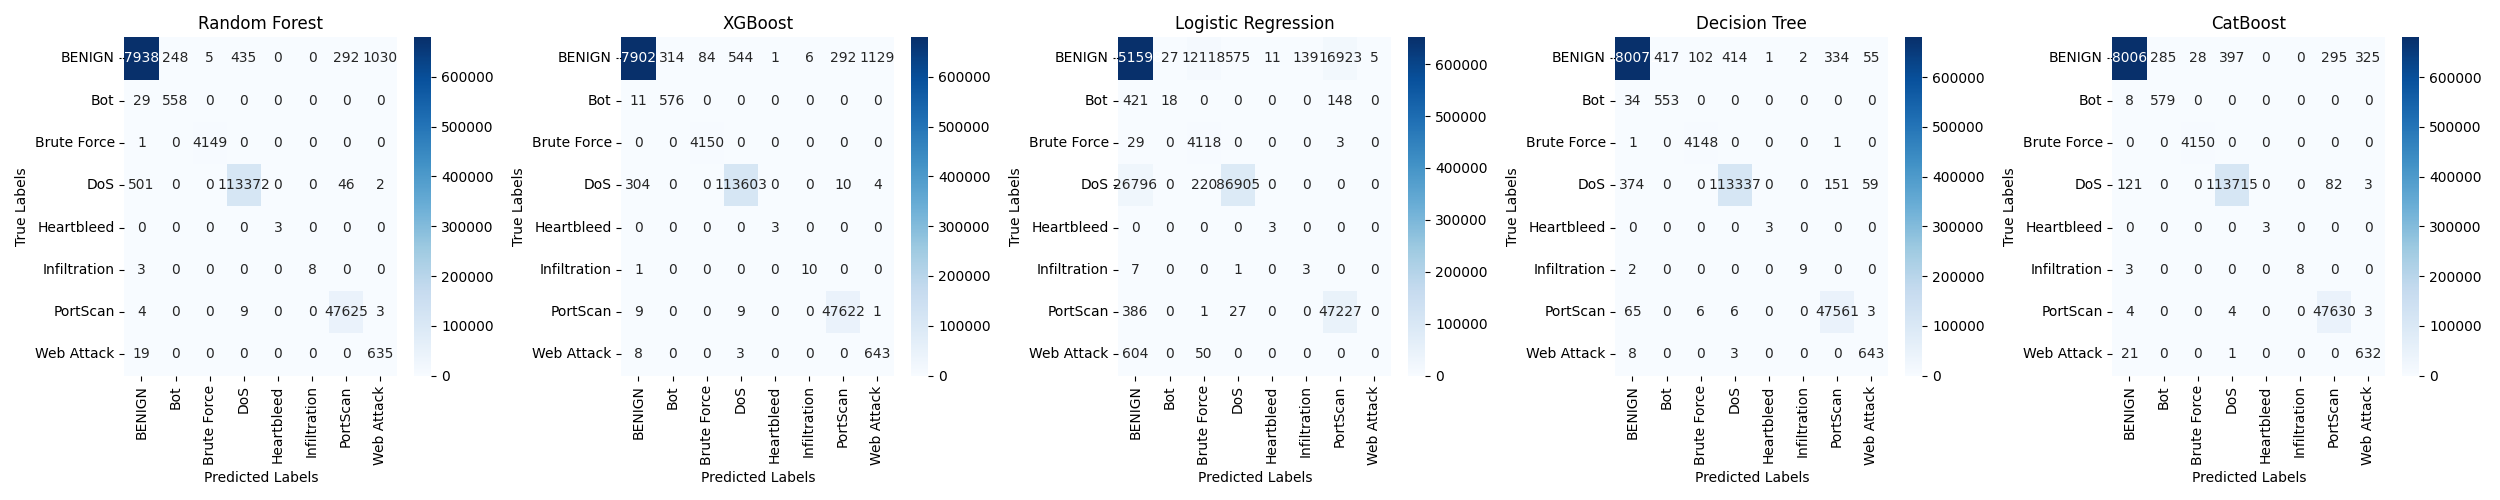 Random Forest
True Labels
BENIGN 7938 248 5 435 0 0 292 1030
Bot 29 558 0 0 0 0 0 0
Brute Force 1 0 4149 0 0 0 0 0
DoS 501 0 0 113372 0 0 46 2
Heartbleed 0 0 0 0 3 0 0 0
Infiltration 3 0 0 0 0 8 0 0
PortScan 4 0 0 9 0 0 47625 3
Web Attack 19 0 0 0 0 0 0 635
BENIGN Bot Brute Force DoS Heartbleed Infiltration PortScan Web Attack
Predicted Labels
600000
500000
400000
300000
200000
100000
0
XGBoost
True Labels
BENIGN 7902 314 84 544 1 6 292 1129
Bot 11 576 0 0 0 0 0 0
Brute Force 0 0 4150 0 0 0 0 0
DoS 304 0 0 113603 0 0 10 4
Heartbleed 0 0 0 0 3 0 0 0
Infiltration 1 0 0 0 0 10 0 0
PortScan 9 0 0 9 0 0 47622 1
Web Attack 8 0 0 3 0 0 0 643
BENIGN Bot Brute Force DoS Heartbleed Infiltration PortScan Web Attack
Predicted Labels
600000
500000
400000
300000
200000
100000
0
Logistic Regression
True Labels
BENIGN 5159 27 12118 575 11 139 16923 5
Bot 421 18 0 0 0 0 148 0
Brute Force 29 0 4118 0 0 0 3 0
DoS 26796 0 220 86905 0 0 0 0
Heartbleed 0 0 0 0 3 0 0 0
Infiltration 7 0 0 1 0 3 0 0
PortScan 386 0 1 27 0 0 47227 0
Web Attack 604 0 50 0 0 0 0 0
BENIGN Bot Brute Force DoS Heartbleed Infiltration PortScan Web Attack
Predicted Labels
600000
500000
400000
300000
200000
100000
0
Decision Tree
True Labels
BENIGN 8007 417 102 414 1 2 334 55
Bot 34 553 0 0 0 0 0 0
Brute Force 1 0 4148 0 0 0 1 0
DoS 374 0 0 113337 0 0 151 59
Heartbleed 0 0 0 0 3 0 0 0
Infiltration 2 0 0 0 0 9 0 0
PortScan 65 0 6 6 0 0 47561 3
Web Attack 8 0 0 3 0 0 0 643
BENIGN Bot Brute Force DoS Heartbleed Infiltration PortScan Web Attack
Predicted Labels
600000
500000
400000
300000
200000
100000
0
CatBoost
True Labels
BENIGN 8006 285 28 397 0 0 295 325
Bot 8 579 0 0 0 0 0 0
Brute Force 0 0 4150 0 0 0 0 0
DoS 121 0 0 113715 0 0 82 3
Heartbleed 0 0 0 0 3 0 0 0
Infiltration 3 0 0 0 0 8 0 0
PortScan 4 0 0 4 0 0 47630 3
Web Attack 21 0 0 1 0 0 0 632
BENIGN Bot Brute Force DoS Heartbleed Infiltration PortScan Web Attack
Predicted Labels
600000
500000
400000
300000
200000
100000
0